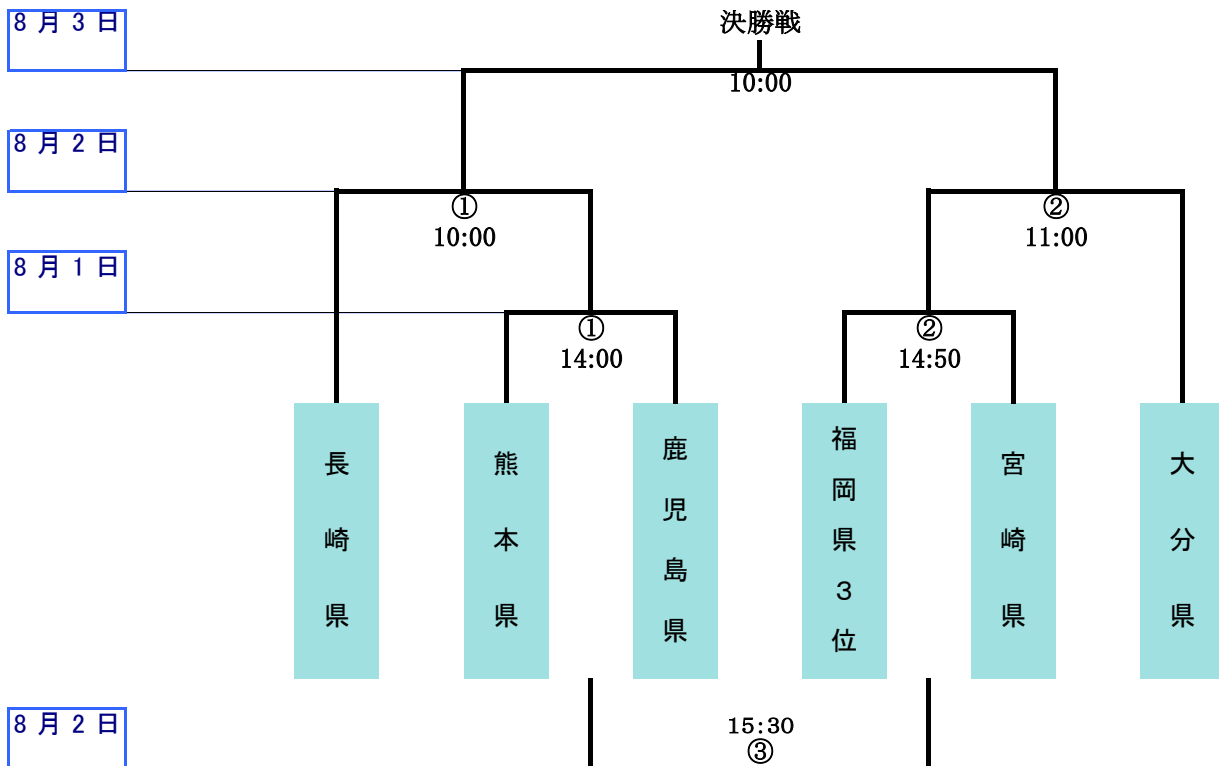 8月3日
決勝戦
10:00
8月2日
①
10:00
②
11:00
8月1日
①
14:00
②
14:50
長崎県
熊本県
鹿児島県
福岡県3位
宮崎県
大分県
8月2日
15:30
③